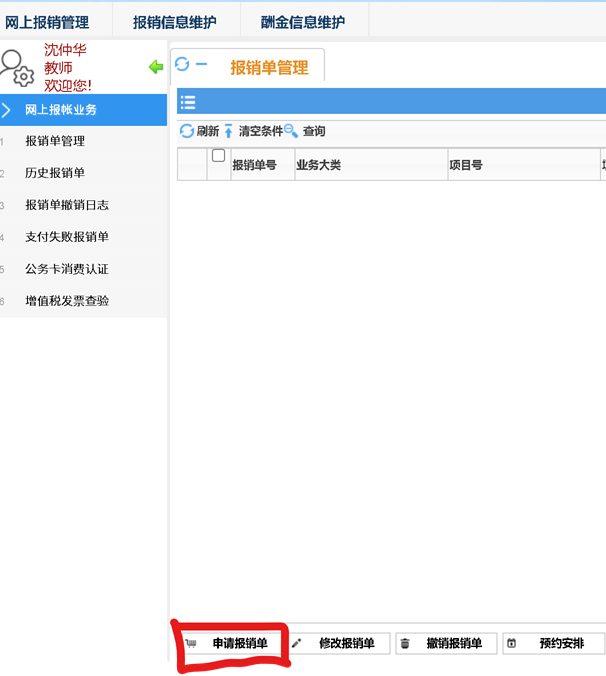 网上报销管理 报销信息维护 酬金信息维护
沈仲华
教师
欢迎您!
报销单管理
网上报帐业务
1 报销单管理
2 历史报销单
3 报销单撤销日志
4 支付失败报销单
5 公务卡消费认证
6 增值税发票查验
刷新 清空条件 查询
报销单号 业务大类 项目号
申请报销单 修改报销单 撤销报销单 预约安排